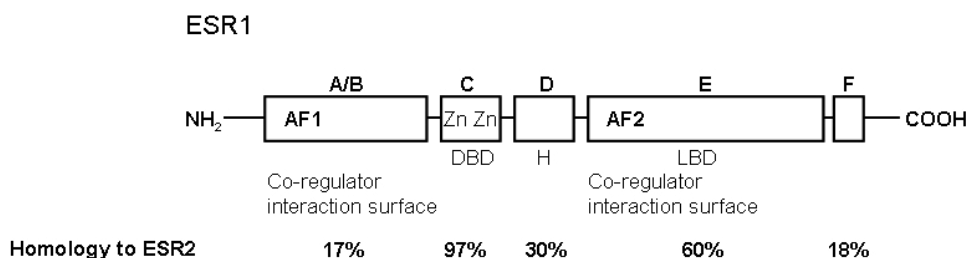 ESR1
A/B C D E F
NH2 AF1 Zn Zn AF2 COOH
DBD H LBD
Co-regulator Co-regulator
interaction surface interaction surface
Homology to ESR2 17% 97% 30% 60% 18%